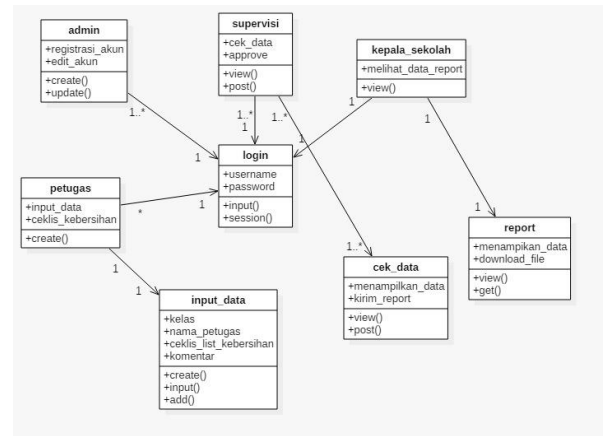 admin
+registrasi_akun
+edit_akun
+create()
+update()
supervisi
+cek_data
+approve
+view()
+post()
kepala_sekolah
+melihat_data_report
+view()
1..*
1
1..*
1
1..*
1
1
1
1
login
+username
+password
+input()
+session()
petugas
+input_data
+ceklis_kebersihan
+create()
*
1
1
1
report
+menampikan_data
+download_file
+view()
+get()
1..*
cek_data
+menampilkan_data
+kirim_report
+view()
+post()
1
input_data
+kelas
+nama_petugas
+ceklis_list_kebersihan
+komentar
+create()
+input()
+add()